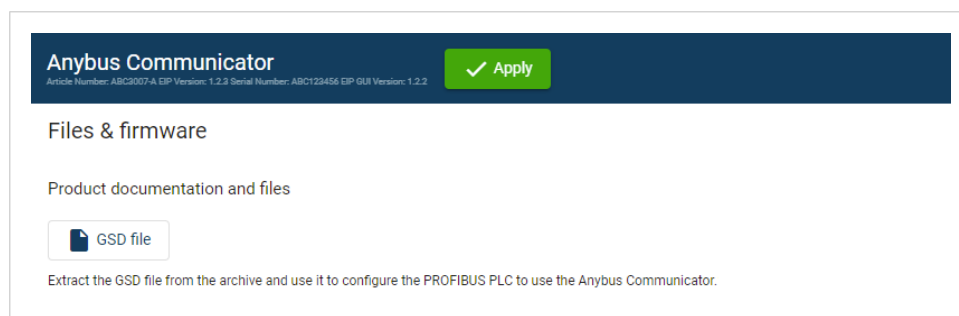 Anybus Communicator
Article Number: ABC3007-A EIP Version: 1.2.3 Serial Number: ABC123456 EIP GUI Version: 1.2.2
Apply
Files & firmware
Product documentation and files
GSD file
Extract the GSD file from the archive and use it to configure the PROFIBUS PLC to use the Anybus Communicator.